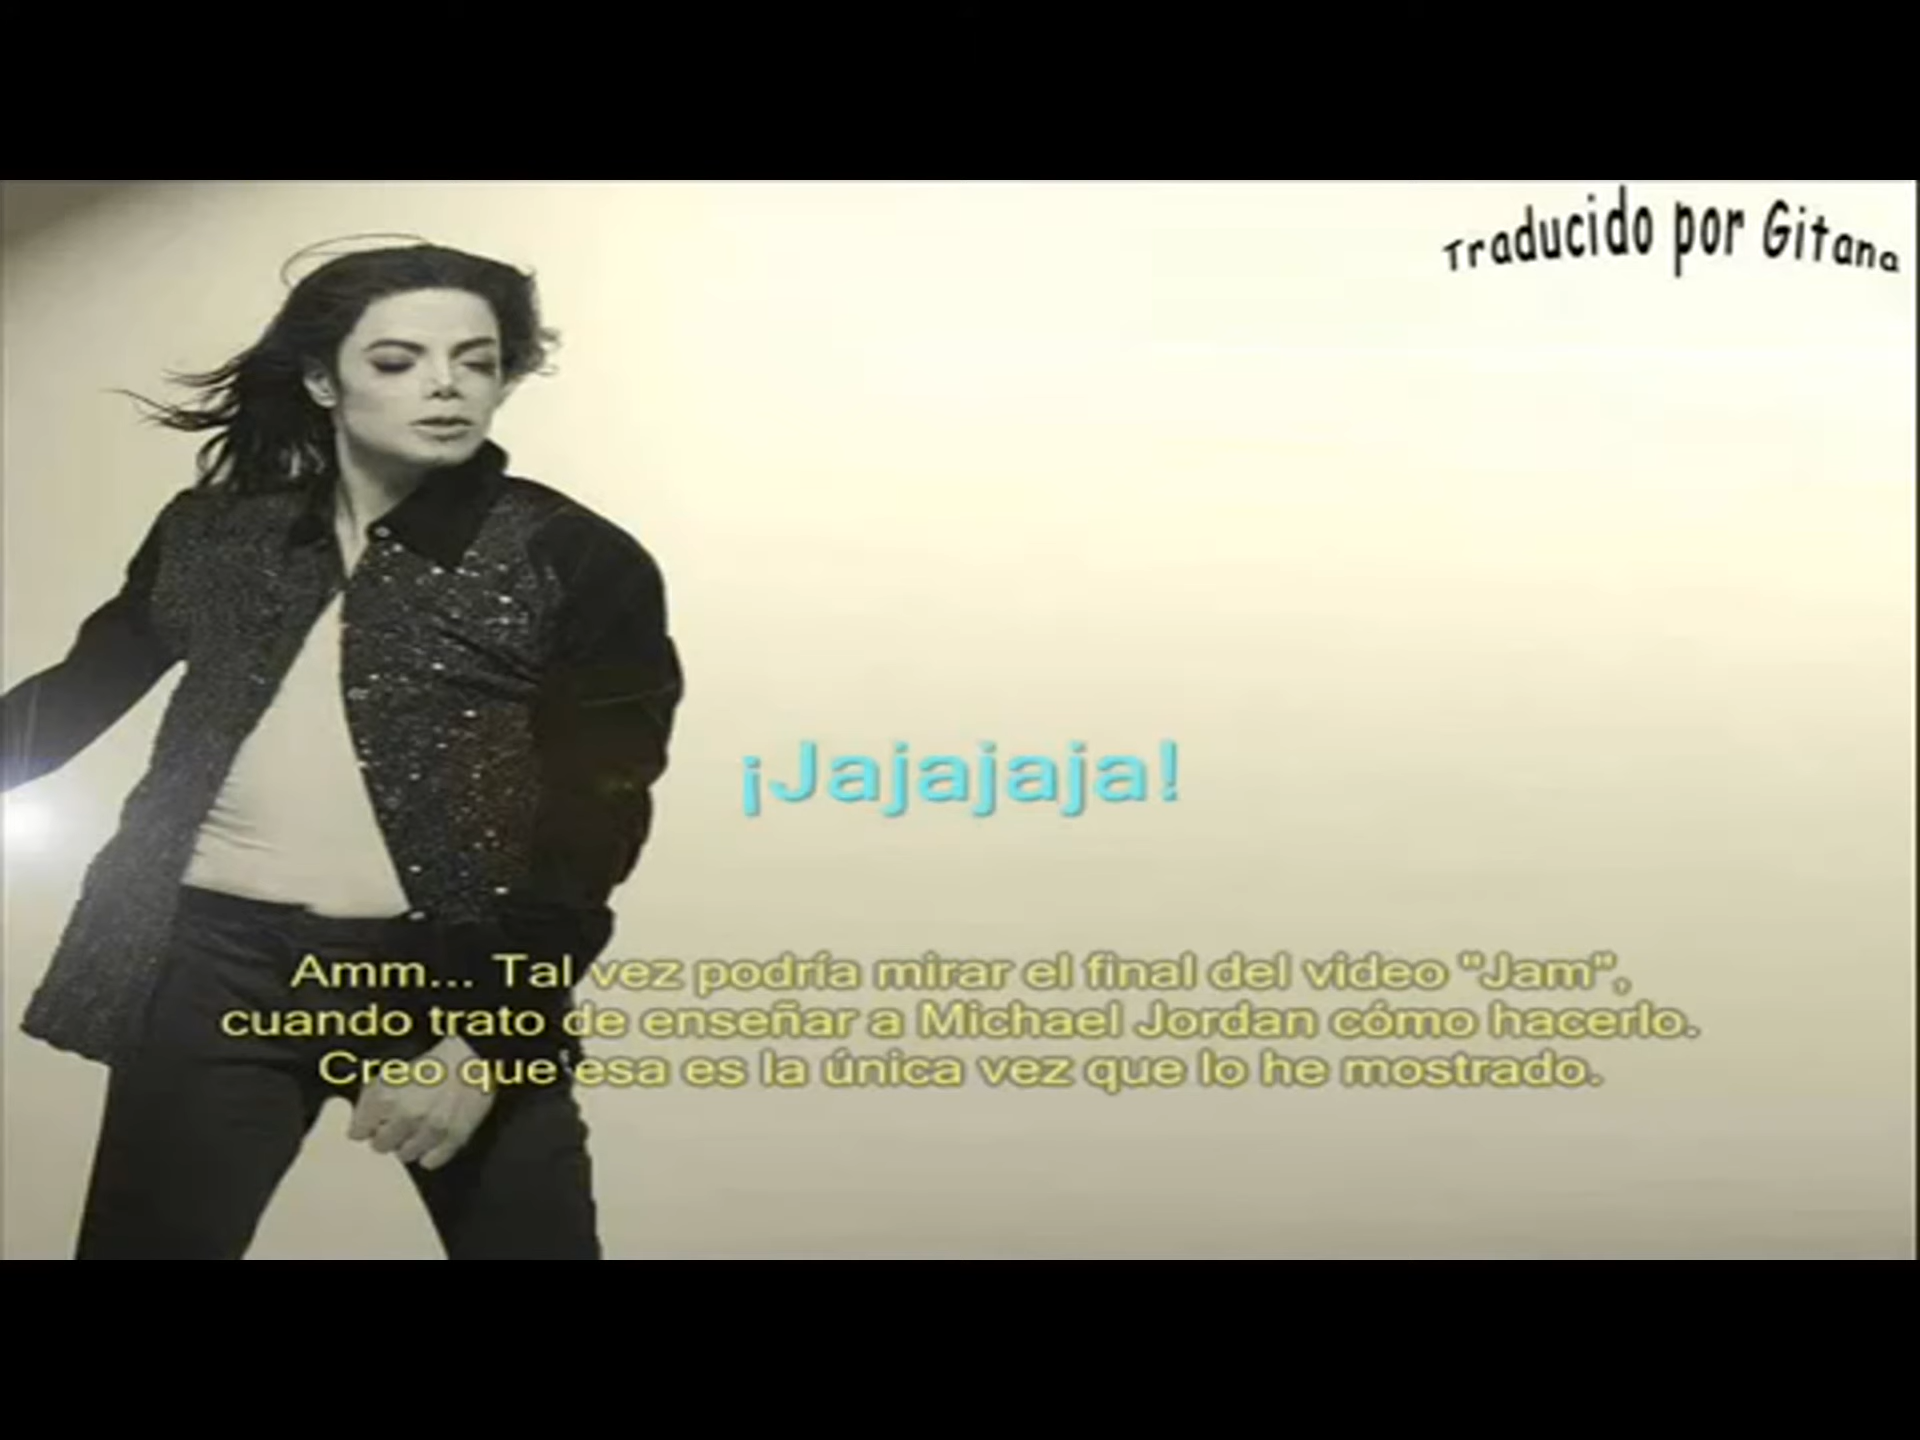 Traducido por Gitana
¡Jajajaja!
Amm... Tal vez podría mirar el final del video "Jam",
cuando trato de enseñar a Michael Jordan cómo hacerlo.
Creo que esa es la única vez que lo he mostrado.